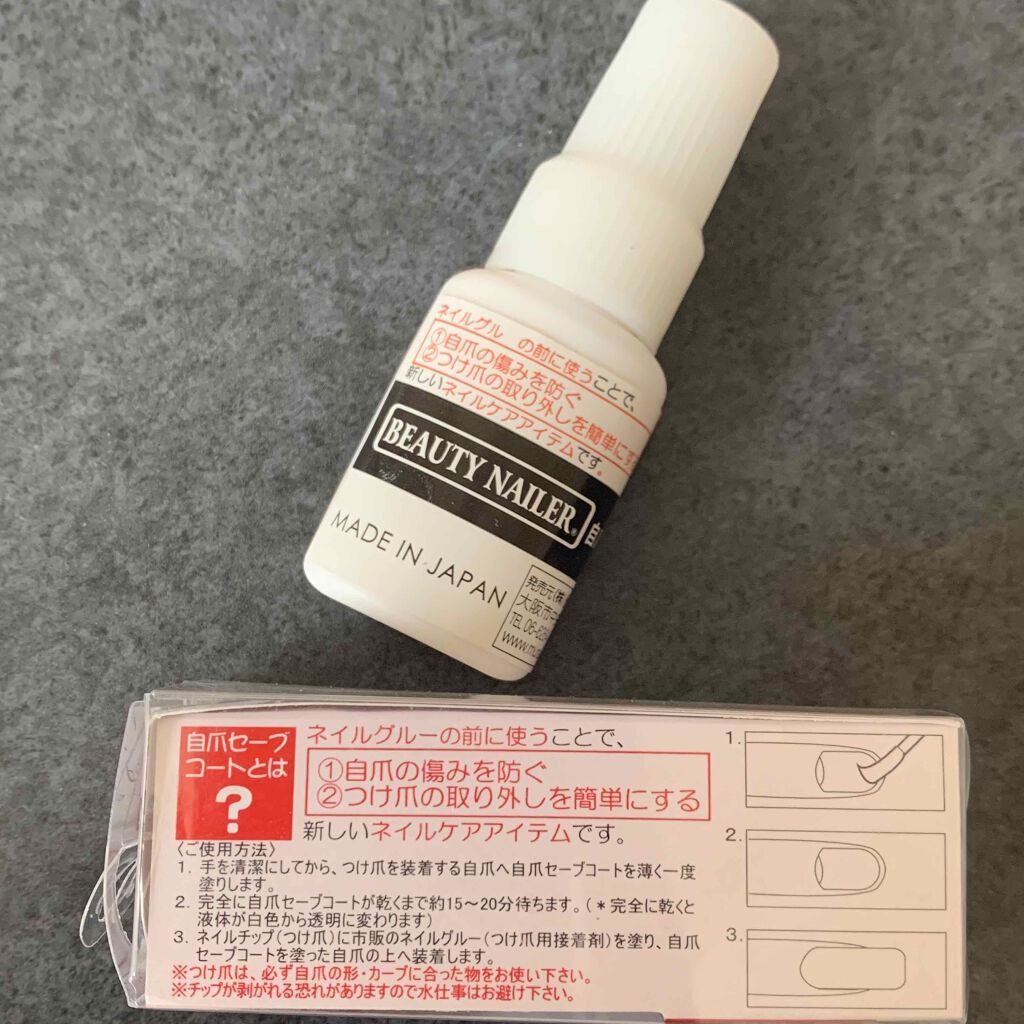 ネイルグル の前に使うことで、
①自爪の傷みを防ぐ
②つけ爪の取り外しを簡単にす
新しいネイルケアアイテムです。
BEAUTY NAILER®
自
MADE IN JAPAN
発売元(株
大阪市中
TEL 06-62
www.mu
自爪セーブ
コートとは
?
ネイルグルーの前に使うことで、
①自爪の傷みを防ぐ
②つけ爪の取り外しを簡単にする
新しいネイルケアアイテムです。
〈ご使用方法〉
1. 手を清潔にしてから、つけ爪を装着する自爪へ自爪セーブコートを薄く一度
塗りします。
2. 完全に自爪セーブコートが乾くまで約15～20分待ちます。(*完全に乾くと
液体が白色から透明に変わります)
3. ネイルチップ(つけ爪)に市販のネイルグルー(つけ爪用接着剤)を塗り、自爪
セーブコートを塗った自爪の上へ装着します。
※つけ爪は、必ず自爪の形・カーブに合った物をお使い下さい。
※チップが剥がれる恐れがありますので水仕事はお避け下さい。
1.
2.
3.